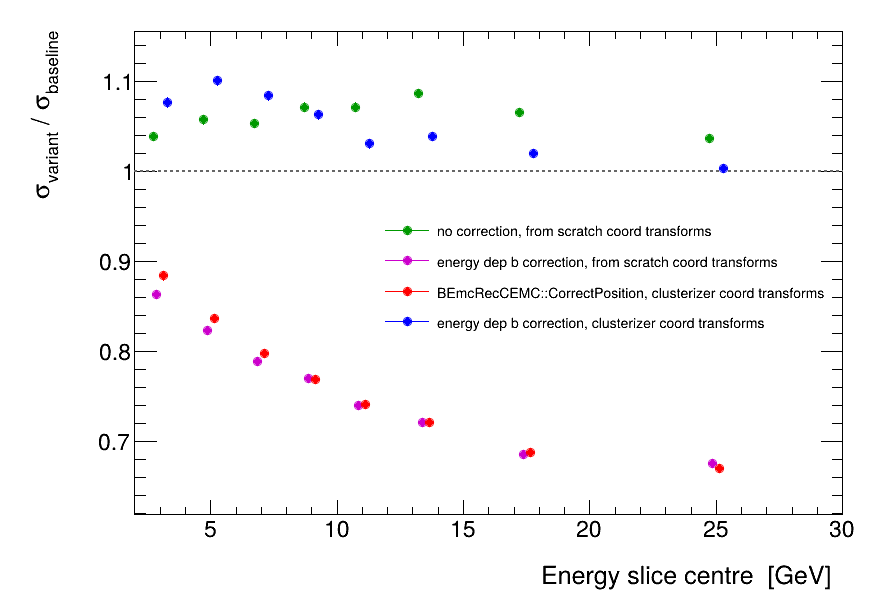 σvariant / σbaseline
1.1
1
0.9
0.8
0.7
no correction, from scratch coord transforms
energy dep b correction, from scratch coord transforms
BEmcRecCEMC::CorrectPosition, clusterizer coord transforms
energy dep b correction, clusterizer coord transforms
5 10 15 20 25 30
Energy slice centre [GeV]